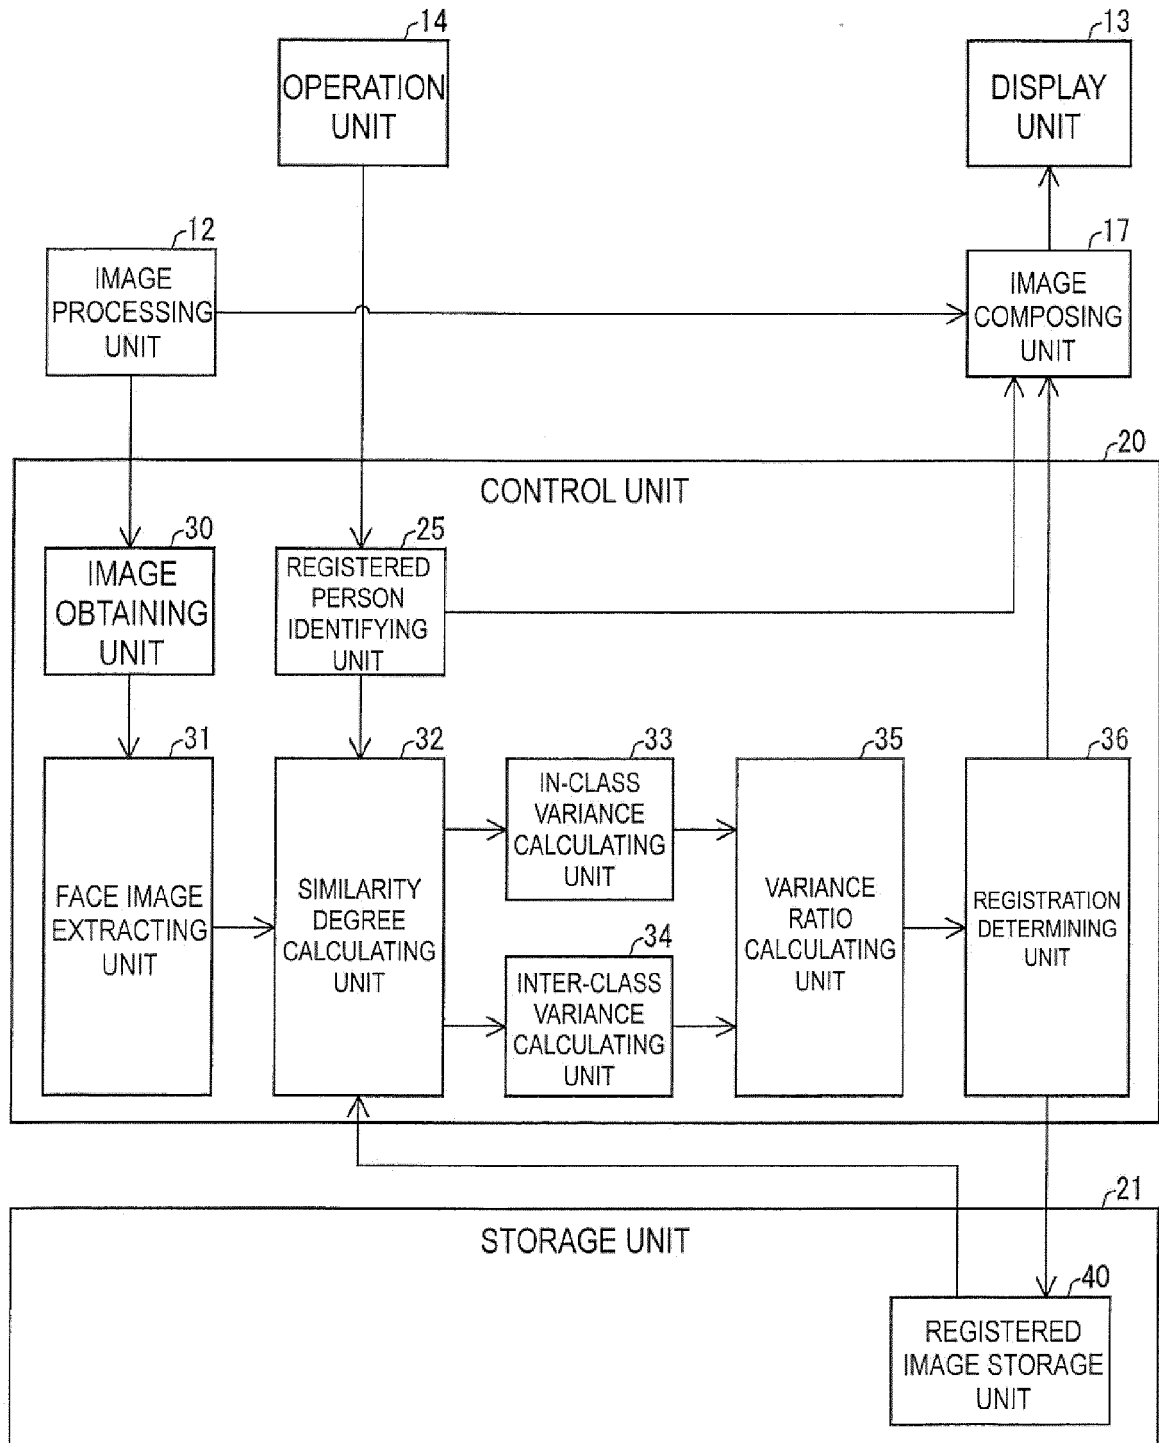 14
OPERATION
UNIT
13
DISPLAY
UNIT
12
IMAGE
PROCESSING
UNIT
17
IMAGE
COMPOSING
UNIT
20
CONTROL UNIT
30
IMAGE
OBTAINING
UNIT
25
REGISTERED
PERSON
IDENTIFYING
UNIT
31
FACE IMAGE
EXTRACTING
UNIT
32
SIMILARITY
DEGREE
CALCULATING
UNIT
33
IN-CLASS
VARIANCE
CALCULATING
UNIT
34
INTER-CLASS
VARIANCE
CALCULATING
UNIT
35
VARIANCE
RATIO
CALCULATING
UNIT
36
REGISTRATION
DETERMINING
UNIT
21
STORAGE UNIT
40
REGISTERED
IMAGE STORAGE
UNIT